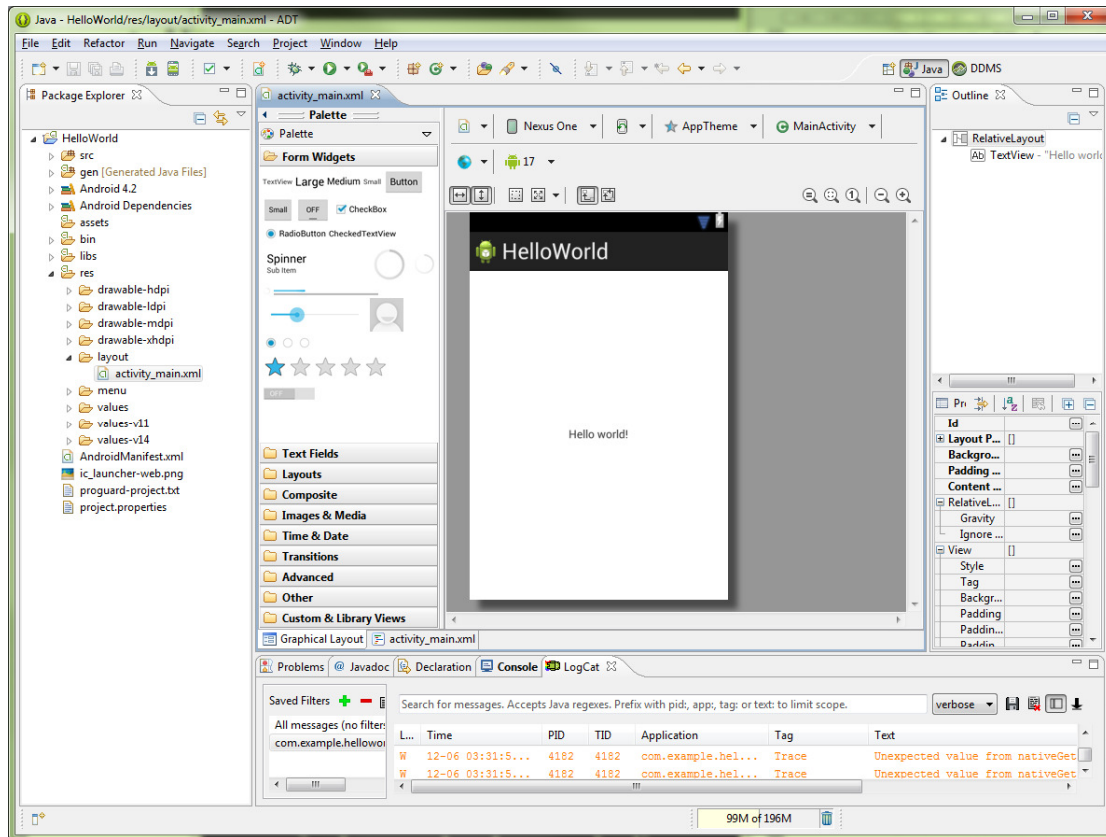 Java - HelloWorld/res/layout/activity_main.xml - ADT
File Edit Refactor Run Navigate Search Project Window Help
Java DDMS
Package Explorer
HelloWorld
src
gen [Generated Java Files]
Android 4.2
Android Dependencies
assets
bin
libs
res
drawable-hdpi
drawable-ldpi
drawable-mdpi
drawable-xhdpi
layout
activity_main.xml
menu
values
values-v11
values-v14
AndroidManifest.xml
ic_launcher-web.png
proguard-project.txt
project.properties
activity_main.xml
Palette
Palette
Form Widgets
TextView Large Medium Small Button
Small OFF CheckBox
RadioButton CheckedTextView
Spinner
Sub Item
OFF
Text Fields
Layouts
Composite
Images & Media
Time & Date
Transitions
Advanced
Other
Custom & Library Views
Nexus One AppTheme MainActivity
17
HelloWorld
Hello world!
Graphical Layout activity_main.xml
Outline
RelativeLayout
Ab TextView - "Hello world
Pr
Id
Layout P... []
Backgro...
Padding ...
Content ...
RelativeL... []
Gravity
Ignore ...
View []
Style
Tag
Backgr...
Padding
Paddin...
Paddin
Problems @ Javadoc Declaration Console LogCat
Saved Filters
All messages (no filters
com.example.hellowor
Search for messages. Accepts Java regexes. Prefix with pid:, app:, tag: or text: to limit scope.
verbose
L... Time PID TID Application Tag Text
W 12-06 03:31:5... 4182 4182 com.example.hel... Trace Unexpected value from nativeGet
W 12-06 03:31:5... 4182 4182 com.example.hel... Trace Unexpected value from nativeGet
99M of 196M